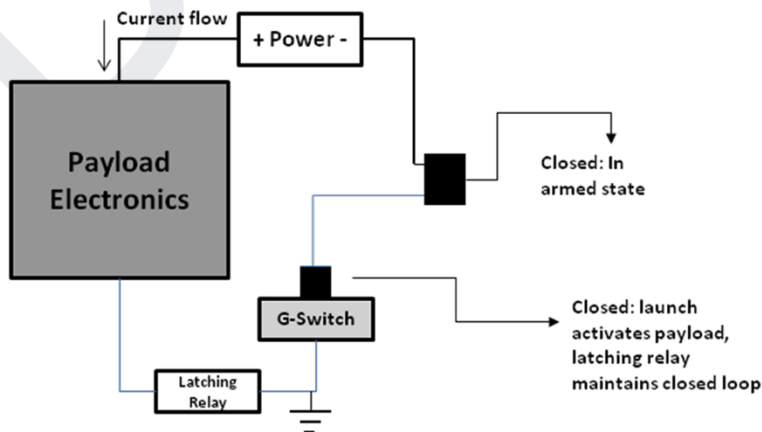 Current flow
+ Power -
Payload
Electronics
Closed: In
armed state
G-Switch
Closed: launch
activates payload,
latching relay
maintains closed loop
Latching
Relay